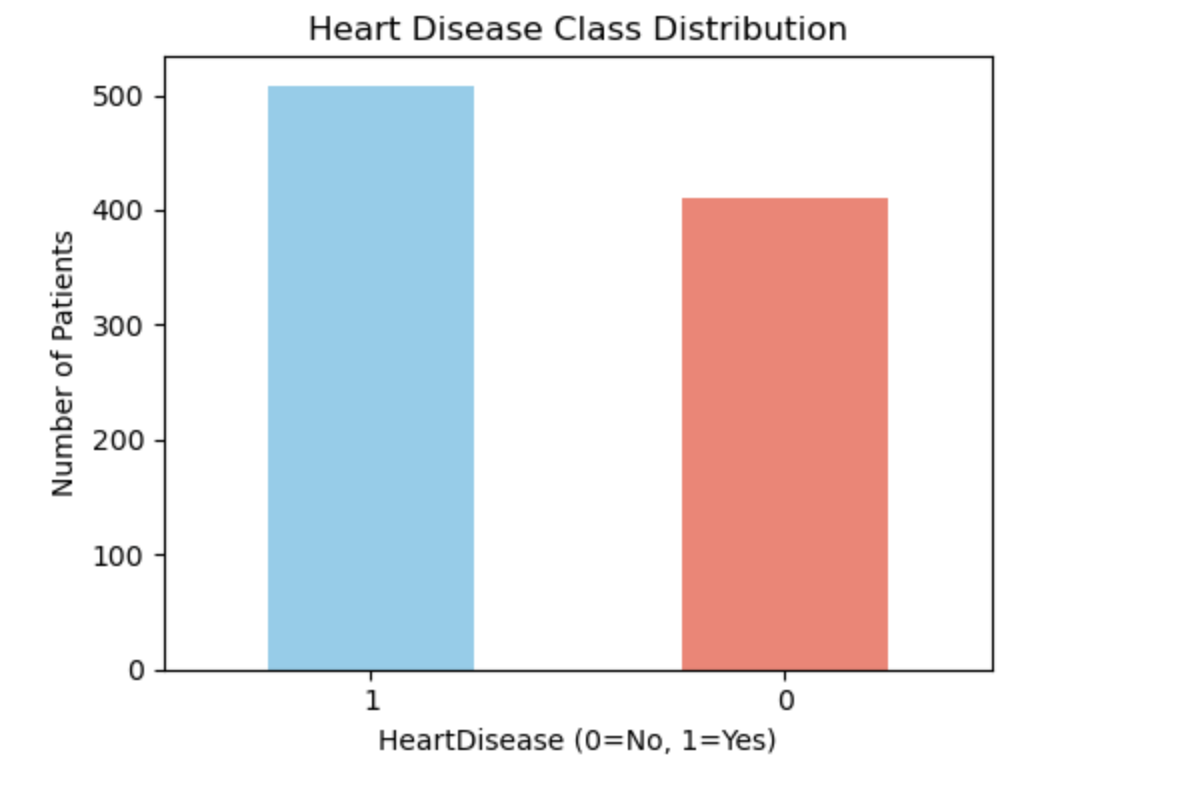 Heart Disease Class Distribution
Number of Patients
500
400
300
200
100
0
1
0
HeartDisease (0=No, 1=Yes)